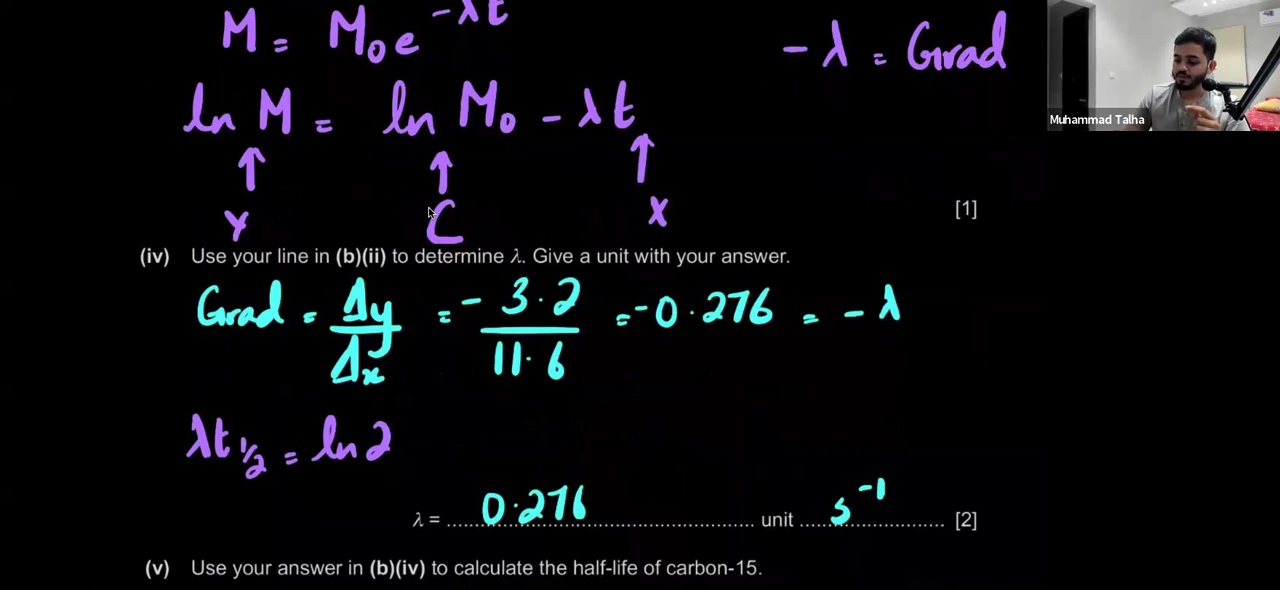 M = M₀e^-λt
- λ = Grad
Muhammad Talha
ln M = ln M₀ - λt
↑ ↑ ↑
Y C X
[1]
(iv) Use your line in (b)(ii) to determine λ. Give a unit with your answer.
Grad = Δy/Δx = -3.2/11.6 = -0.276 = -λ
λt½ = ln2
λ = 0.276 unit s⁻¹ [2]
(v) Use your answer in (b)(iv) to calculate the half-life of carbon-15.